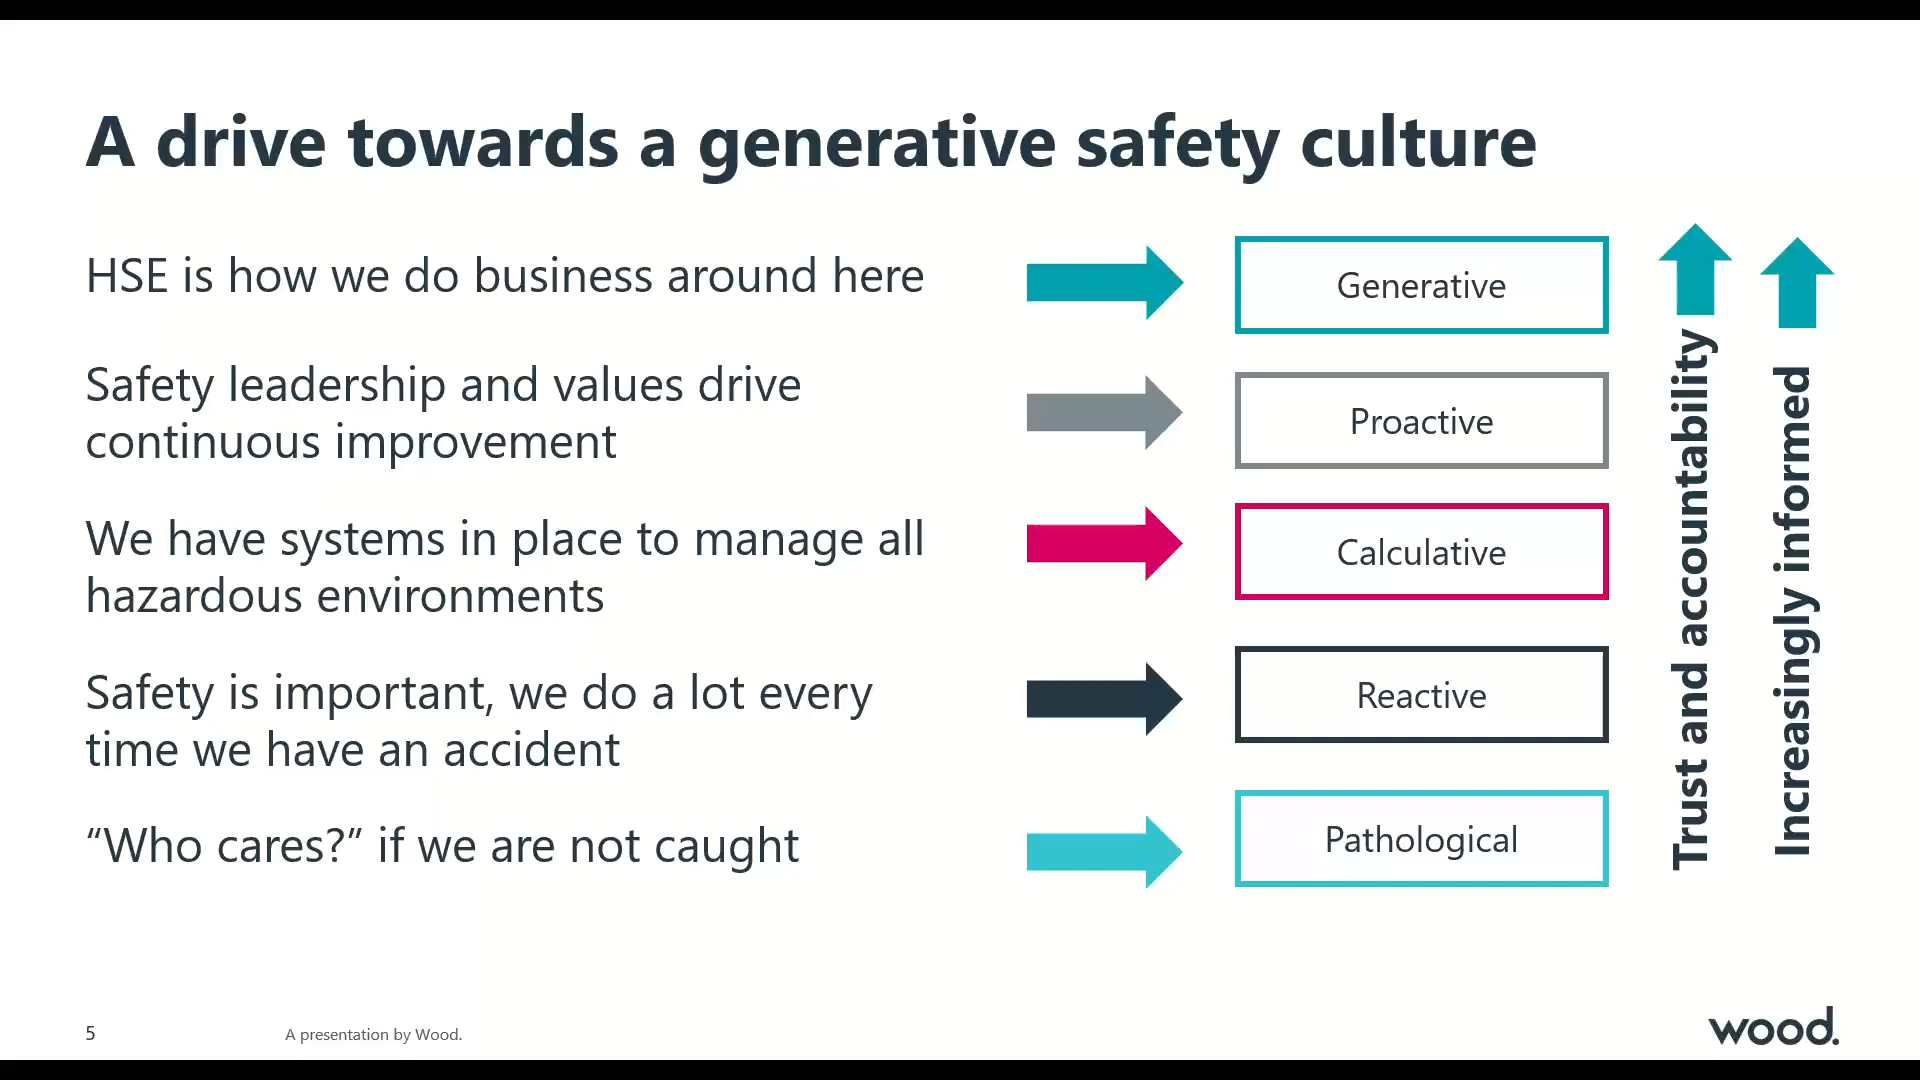 A drive towards a generative safety culture
HSE is how we do business around here
Generative
Safety leadership and values drive
continuous improvement
Proactive
We have systems in place to manage all
hazardous environments
Calculative
Safety is important, we do a lot every
time we have an accident
Reactive
“Who cares?” if we are not caught
Pathological
Trust and accountability
Increasingly informed
5
A presentation by Wood.
wood.